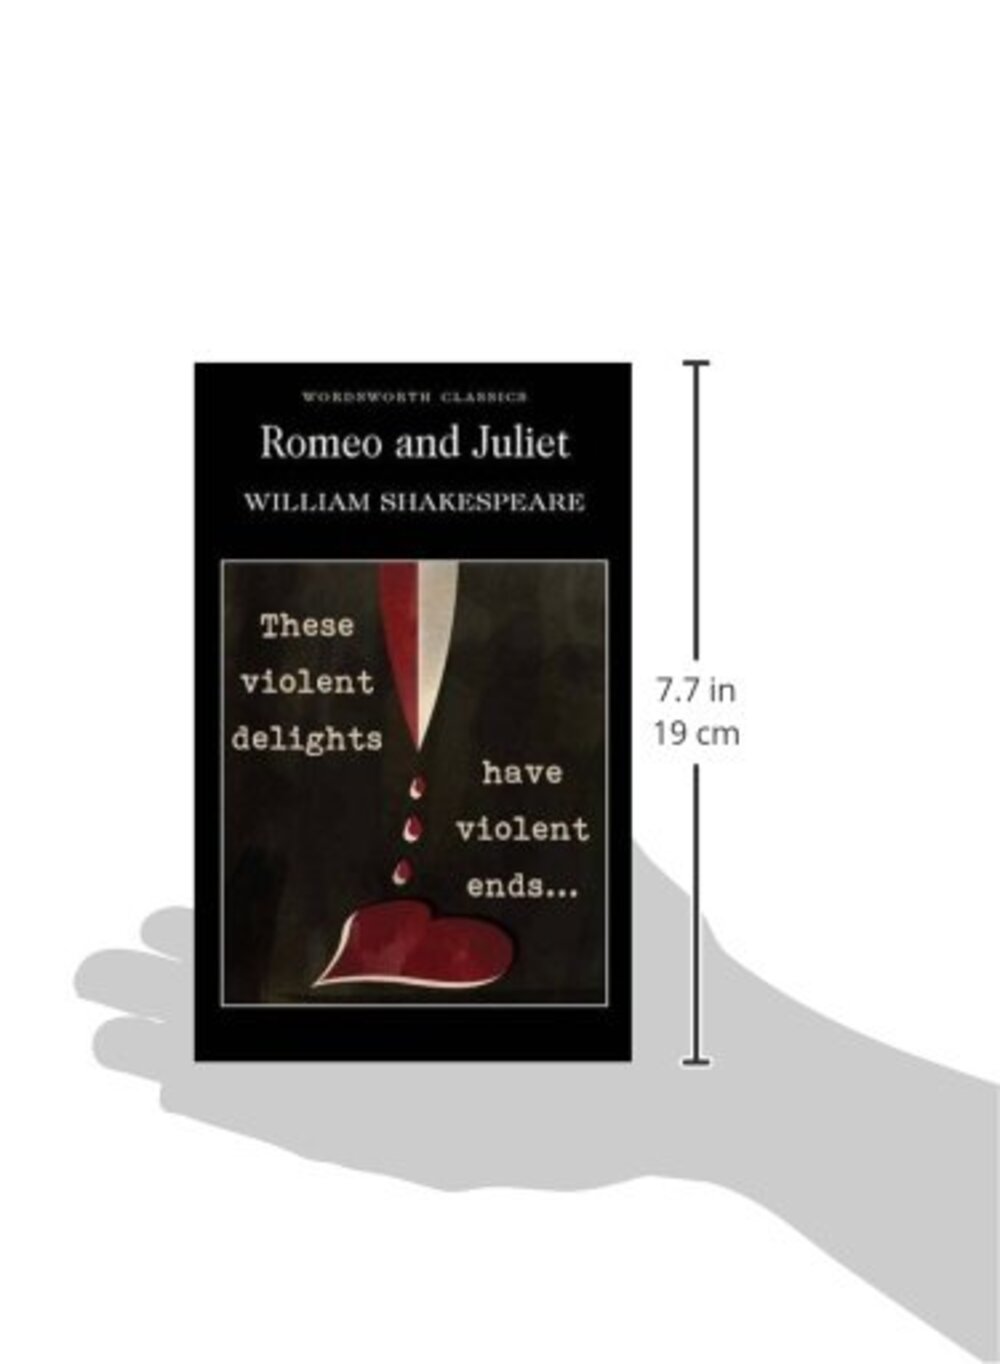 WORDSWORTH CLASSICS
Romeo and Juliet
WILLIAM SHAKESPEARE
These
violent
delights
have
violent
ends...
7.7 in
19 cm